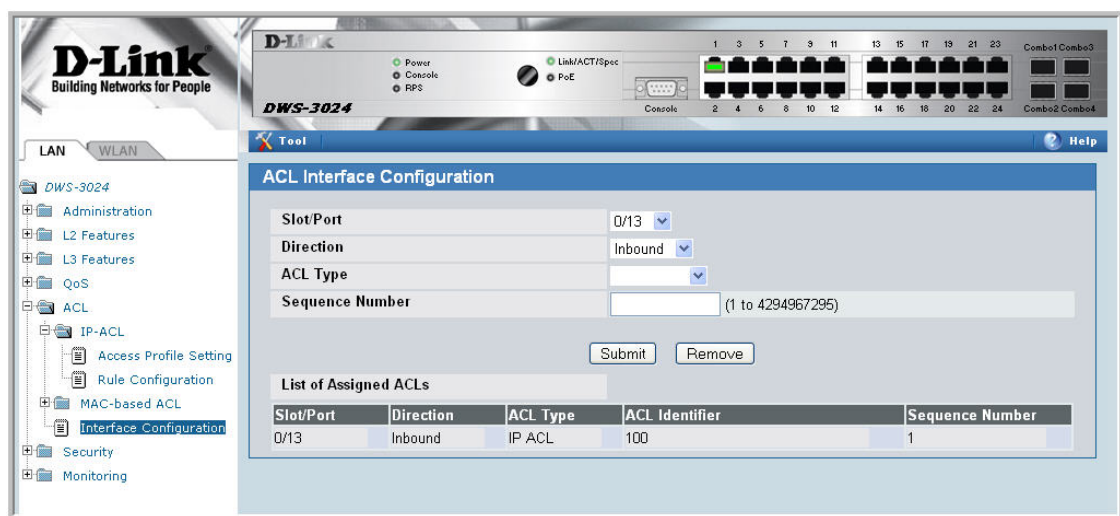 D-Link
Building Networks for People
D-Link
Power
Console
RPS
Link/ACT/Spec
PoE
DWS-3024
Console
1 3 5 7 9 11 13 15 17 19 21 23
2 4 6 8 10 12 14 16 18 20 22 24
Combo1 Combo3
Combo2 Combo4
LAN
WLAN
Tool
Help
DWS-3024
Administration
L2 Features
L3 Features
QoS
ACL
IP-ACL
Access Profile Setting
Rule Configuration
MAC-based ACL
Interface Configuration
Security
Monitoring
ACL Interface Configuration
Slot/Port 0/13
Direction Inbound
ACL Type
Sequence Number (1 to 4294967295)
Submit Remove
List of Assigned ACLs
Slot/Port Direction ACL Type ACL Identifier Sequence Number
0/13 Inbound IP ACL 100 1